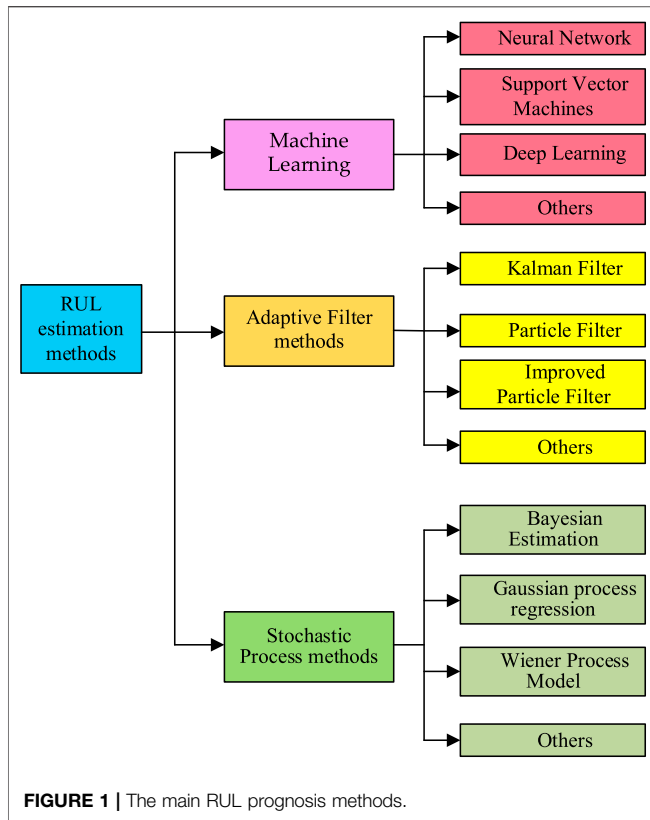 RUL
estimation
methods
Machine
Learning
Neural Network
Support Vector
Machines
Deep Learning
Others
Adaptive Filter
methods
Kalman Filter
Particle Filter
Improved
Particle Filter
Others
Stochastic
Process methods
Bayesian
Estimation
Gaussian process
regression
Wiener Process
Model
Others
FIGURE 1 | The main RUL prognosis methods.